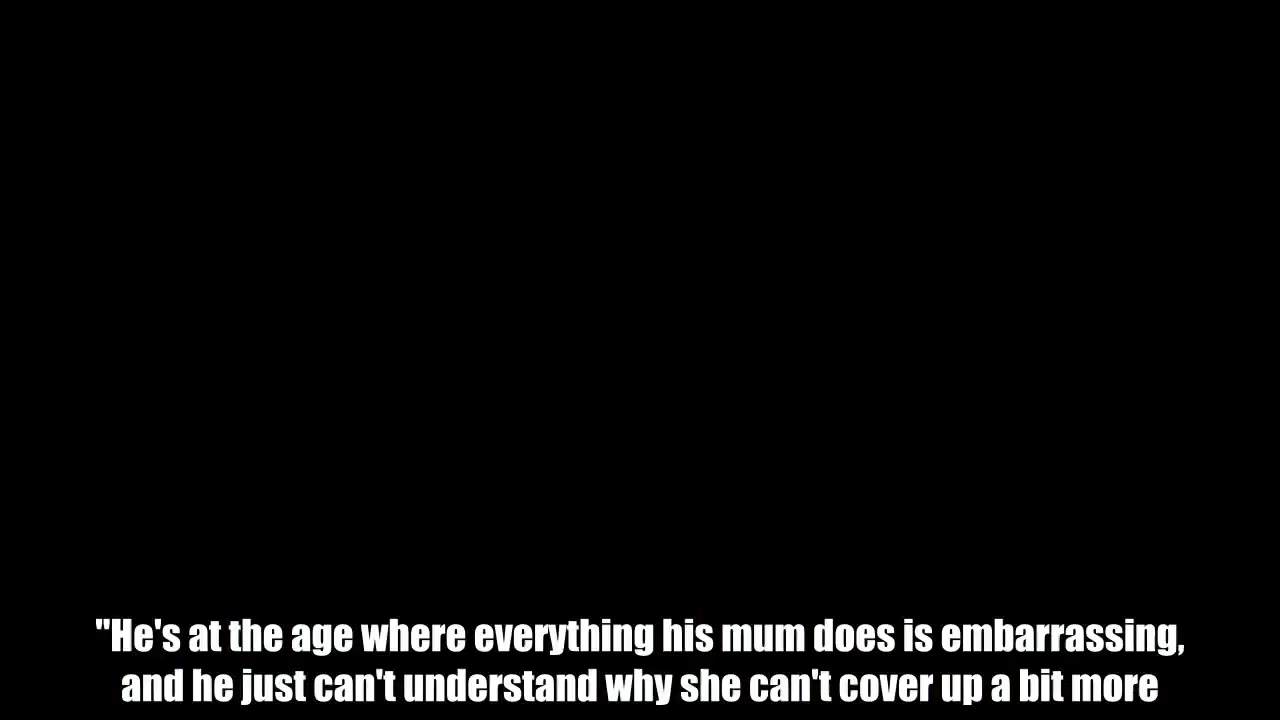 "He's at the age where everything his mum does is embarrassing,
and he just can't understand why she can't cover up a bit more